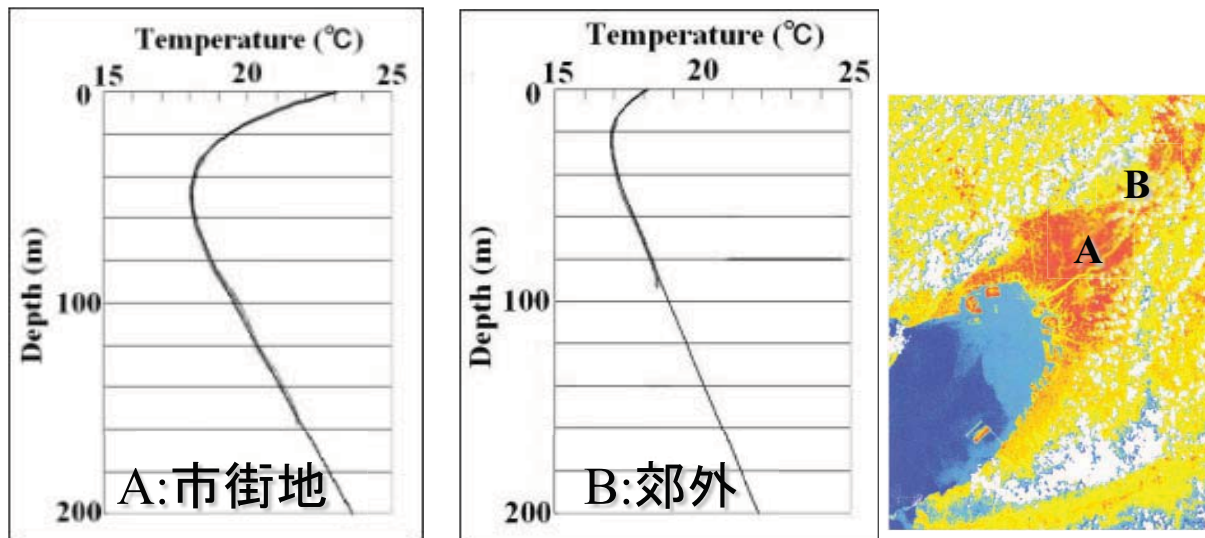 Temperature (℃)
15 20 25
0
100
200
Depth (m)
A:市街地
Temperature (℃)
15 20 25
0
100
200
Depth (m)
B:郊外
B
A